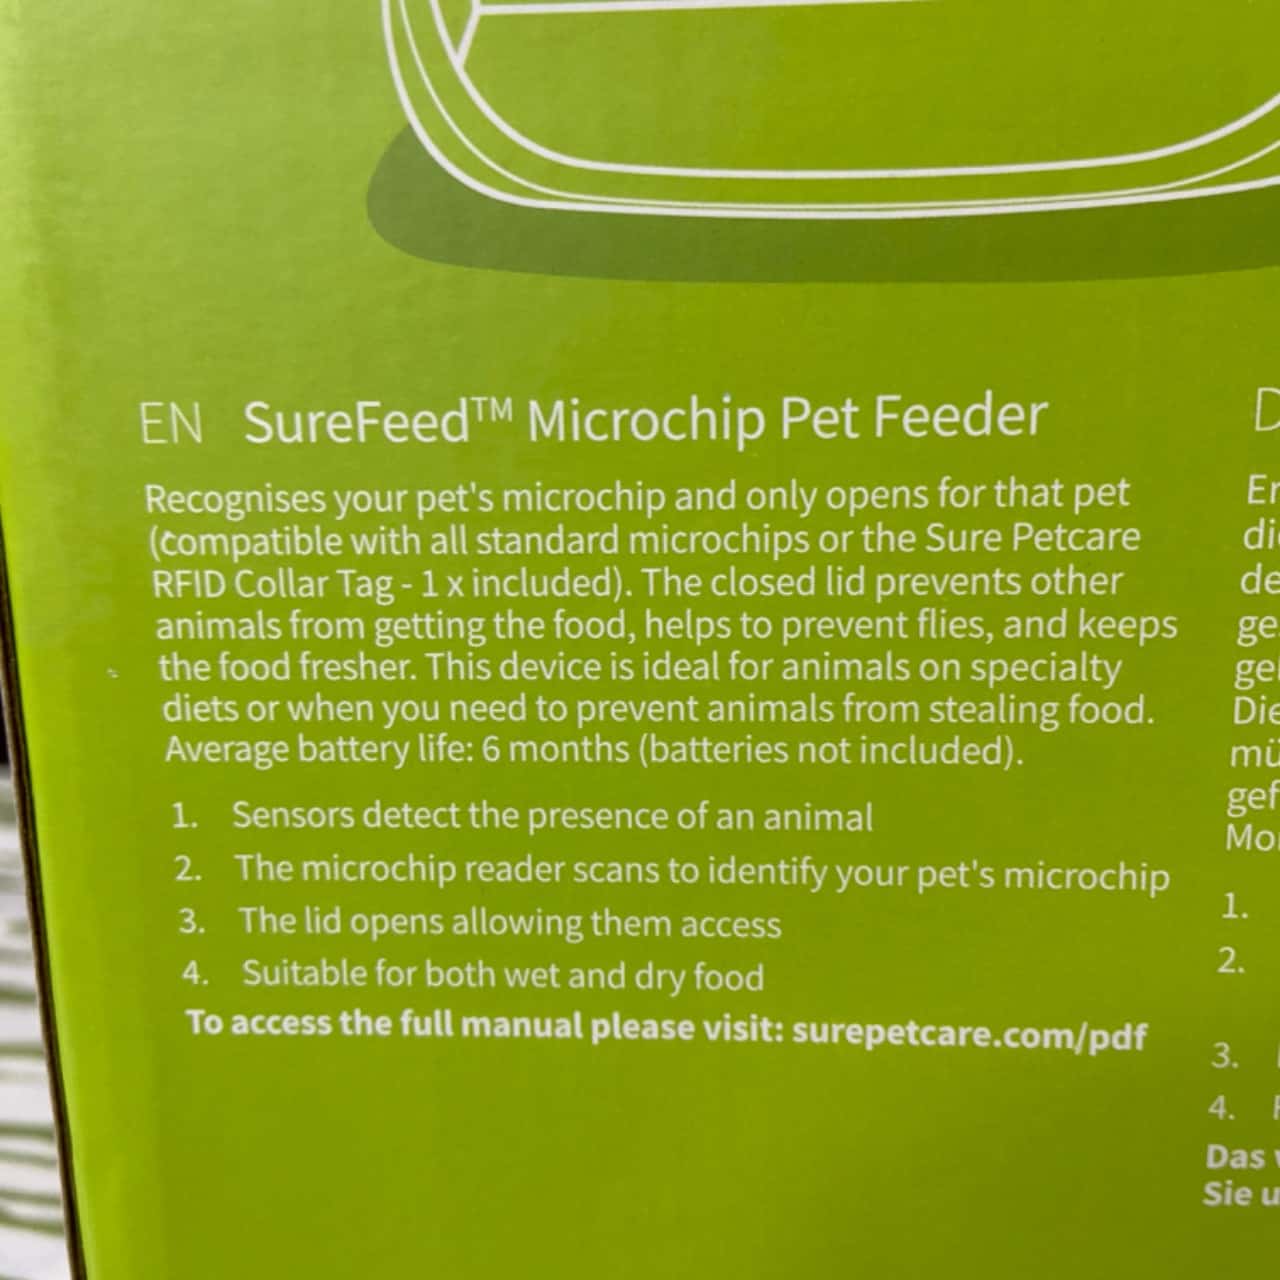 EN SureFeed™ Microchip Pet Feeder
Recognises your pet's microchip and only opens for that pet
(compatible with all standard microchips or the Sure Petcare
RFID Collar Tag - 1 x included). The closed lid prevents other
animals from getting the food, helps to prevent flies, and keeps
the food fresher. This device is ideal for animals on specialty
diets or when you need to prevent animals from stealing food.
Average battery life: 6 months (batteries not included).
1. Sensors detect the presence of an animal
2. The microchip reader scans to identify your pet's microchip
3. The lid opens allowing them access
4. Suitable for both wet and dry food
To access the full manual please visit: surepetcare.com/pdf
1.
2.
3.
4.
Das
Sie